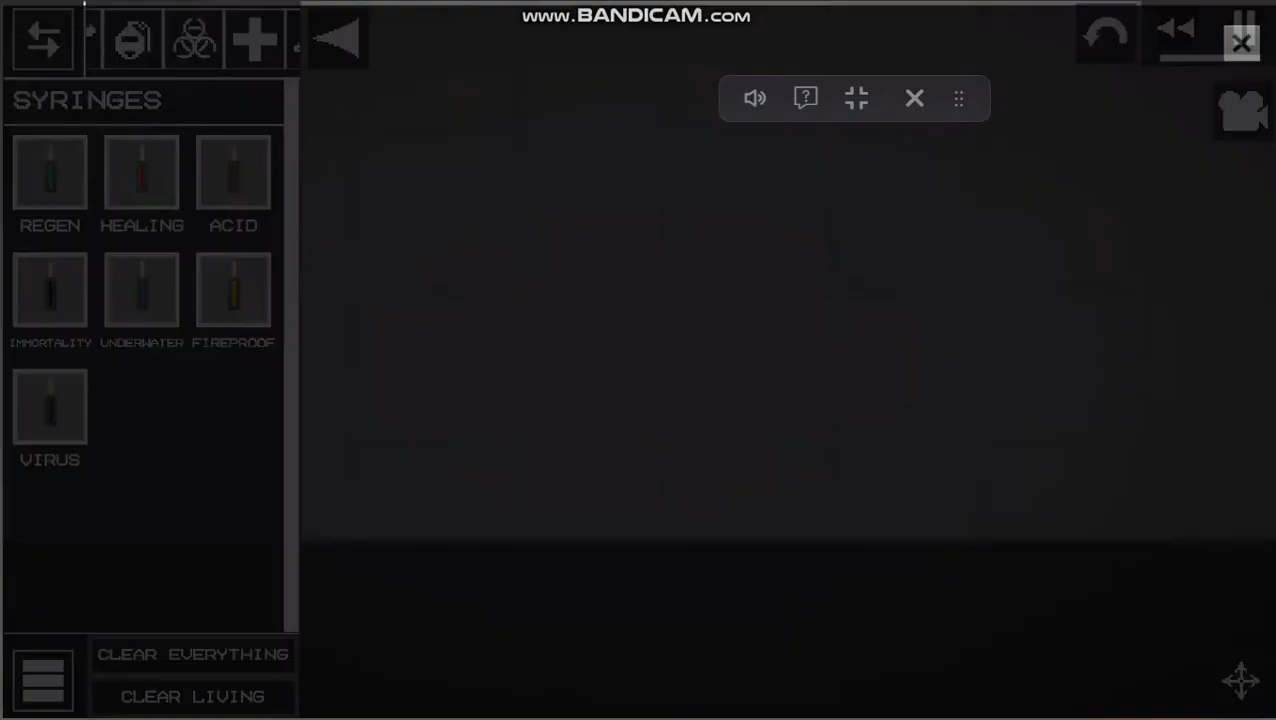 www.BANDICAM.com
SYRINGES
REGEN HEALING ACID
IMMORTALITY UNDERWATER FIREPROOF
VIRUS
CLEAR EVERYTHING
CLEAR LIVING